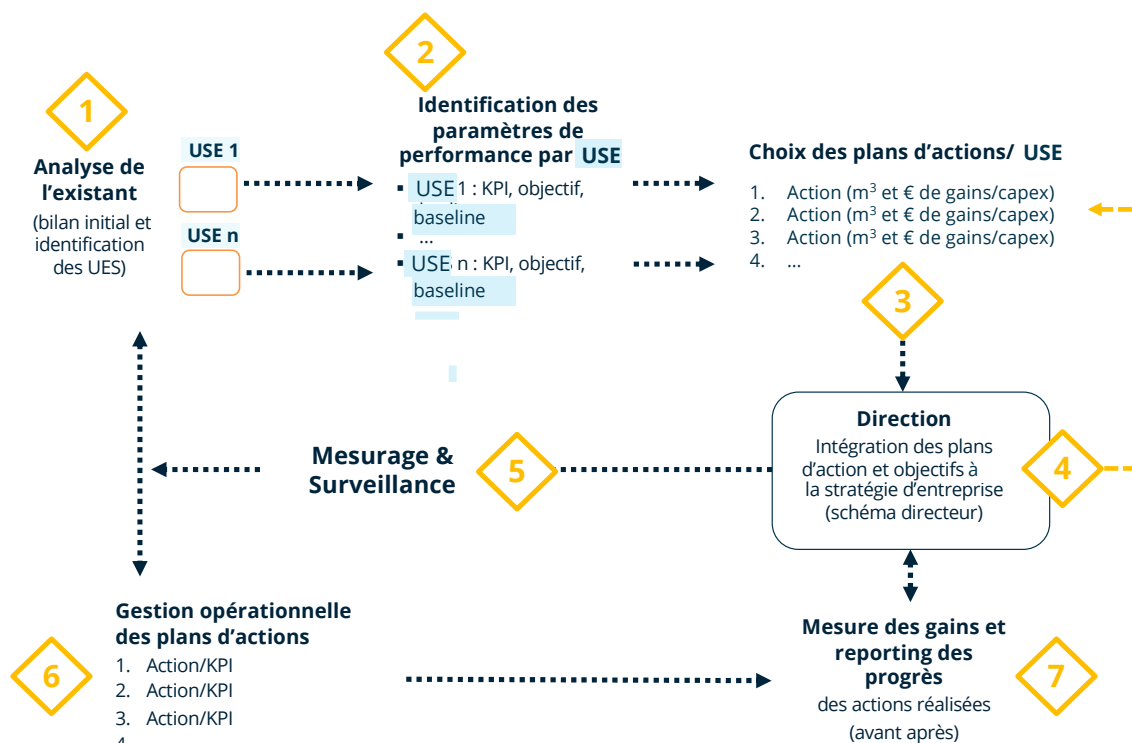 1
Analyse de
l’existant
(bilan initial et
identification
des UES)
USE 1
USE n
2
Identification des
paramètres de
performance par USE
▪ USE 1 : KPI, objectif,
baseline
▪ ...
▪ USE n : KPI, objectif,
baseline
Choix des plans d’actions/ USE
1. Action (m³ et € de gains/capex)
2. Action (m³ et € de gains/capex)
3. Action (m³ et € de gains/capex)
4. ...
3
Direction
Intégration des plans
d’action et objectifs à
la stratégie d’entreprise
(schéma directeur)
4
Mesurage &
Surveillance
5
6
Gestion opérationnelle
des plans d’actions
1. Action/KPI
2. Action/KPI
3. Action/KPI
Mesure des gains et
reporting des
progrès
des actions réalisées
(avant après)
7